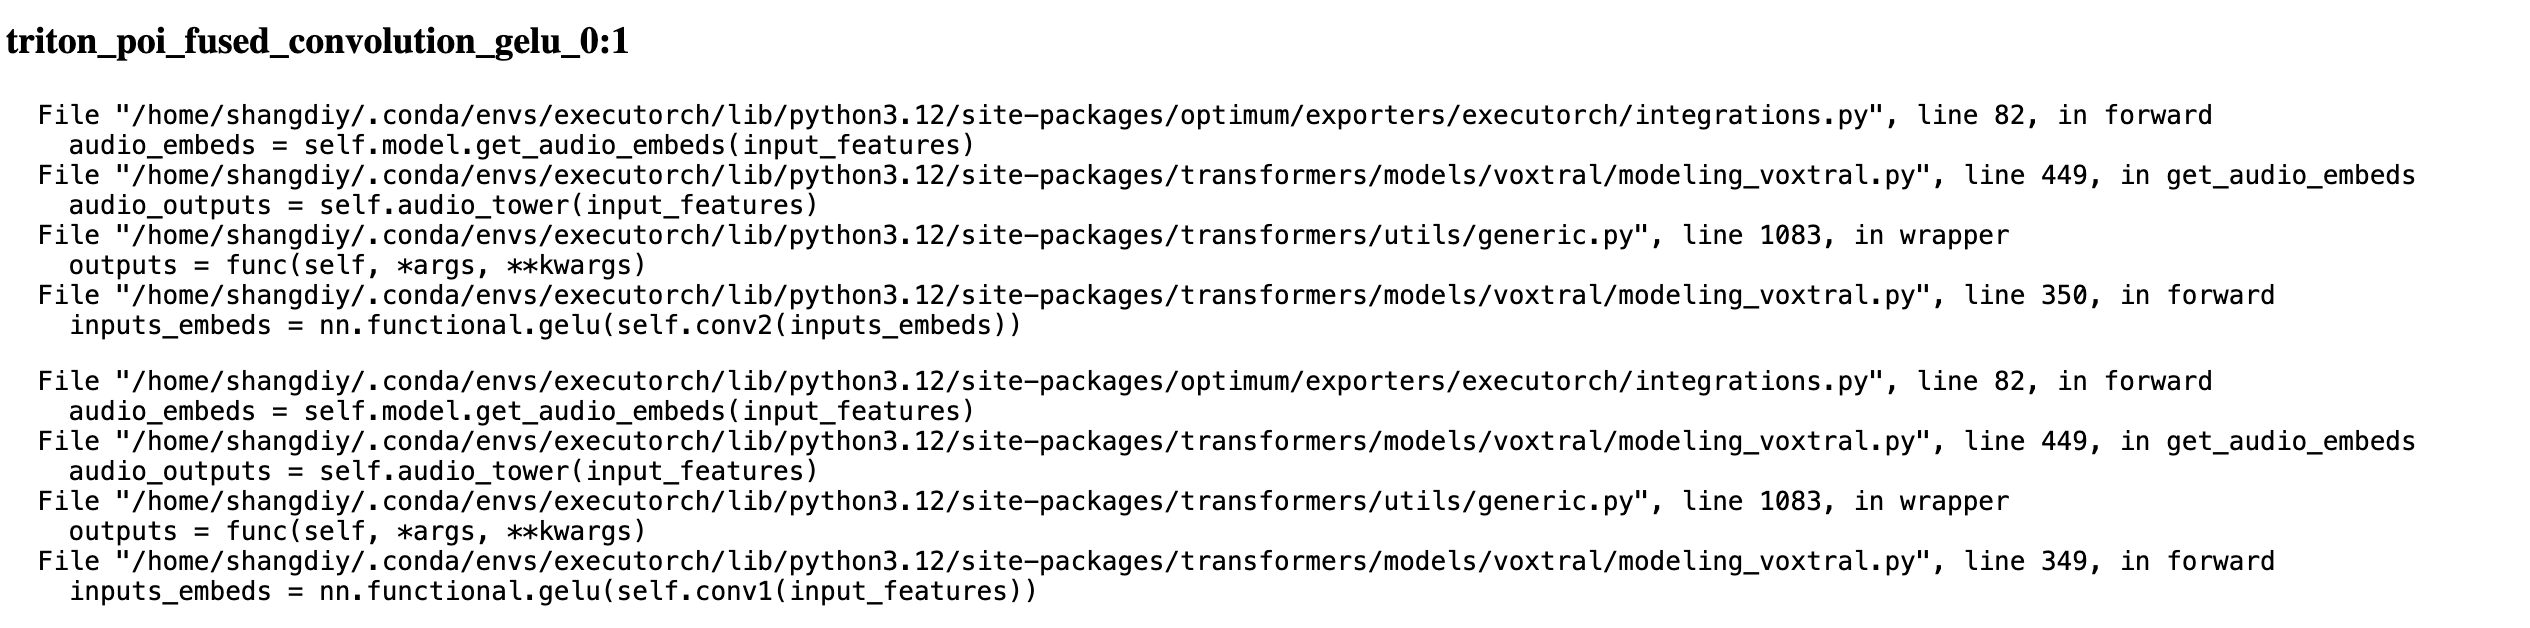 triton_poi_fused_convolution_gelu_0:1
File "/home/shangdiy/.conda/envs/executorch/lib/python3.12/site-packages/optimum/exporters/executorch/integrations.py", line 82, in forward
audio_embeds = self.model.get_audio_embeds(input_features)
File "/home/shangdiy/.conda/envs/executorch/lib/python3.12/site-packages/transformers/models/voxtral/modeling_voxtral.py", line 449, in get_audio_embeds
audio_outputs = self.audio_tower(input_features)
File "/home/shangdiy/.conda/envs/executorch/lib/python3.12/site-packages/transformers/utils/generic.py", line 1083, in wrapper
outputs = func(self, *args, **kwargs)
File "/home/shangdiy/.conda/envs/executorch/lib/python3.12/site-packages/transformers/models/voxtral/modeling_voxtral.py", line 350, in forward
inputs_embeds = nn.functional.gelu(self.conv2(inputs_embeds))
File "/home/shangdiy/.conda/envs/executorch/lib/python3.12/site-packages/optimum/exporters/executorch/integrations.py", line 82, in forward
audio_embeds = self.model.get_audio_embeds(input_features)
File "/home/shangdiy/.conda/envs/executorch/lib/python3.12/site-packages/transformers/models/voxtral/modeling_voxtral.py", line 449, in get_audio_embeds
audio_outputs = self.audio_tower(input_features)
File "/home/shangdiy/.conda/envs/executorch/lib/python3.12/site-packages/transformers/utils/generic.py", line 1083, in wrapper
outputs = func(self, *args, **kwargs)
File "/home/shangdiy/.conda/envs/executorch/lib/python3.12/site-packages/transformers/models/voxtral/modeling_voxtral.py", line 349, in forward
inputs_embeds = nn.functional.gelu(self.conv1(input_features))